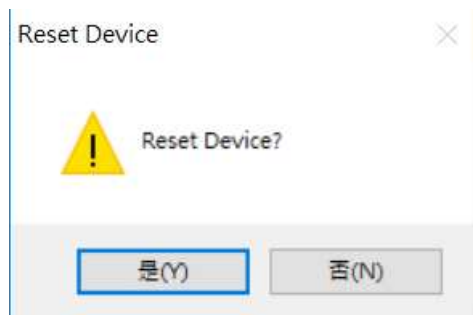 Reset Device
Reset Device?
是(Y)
否(N)